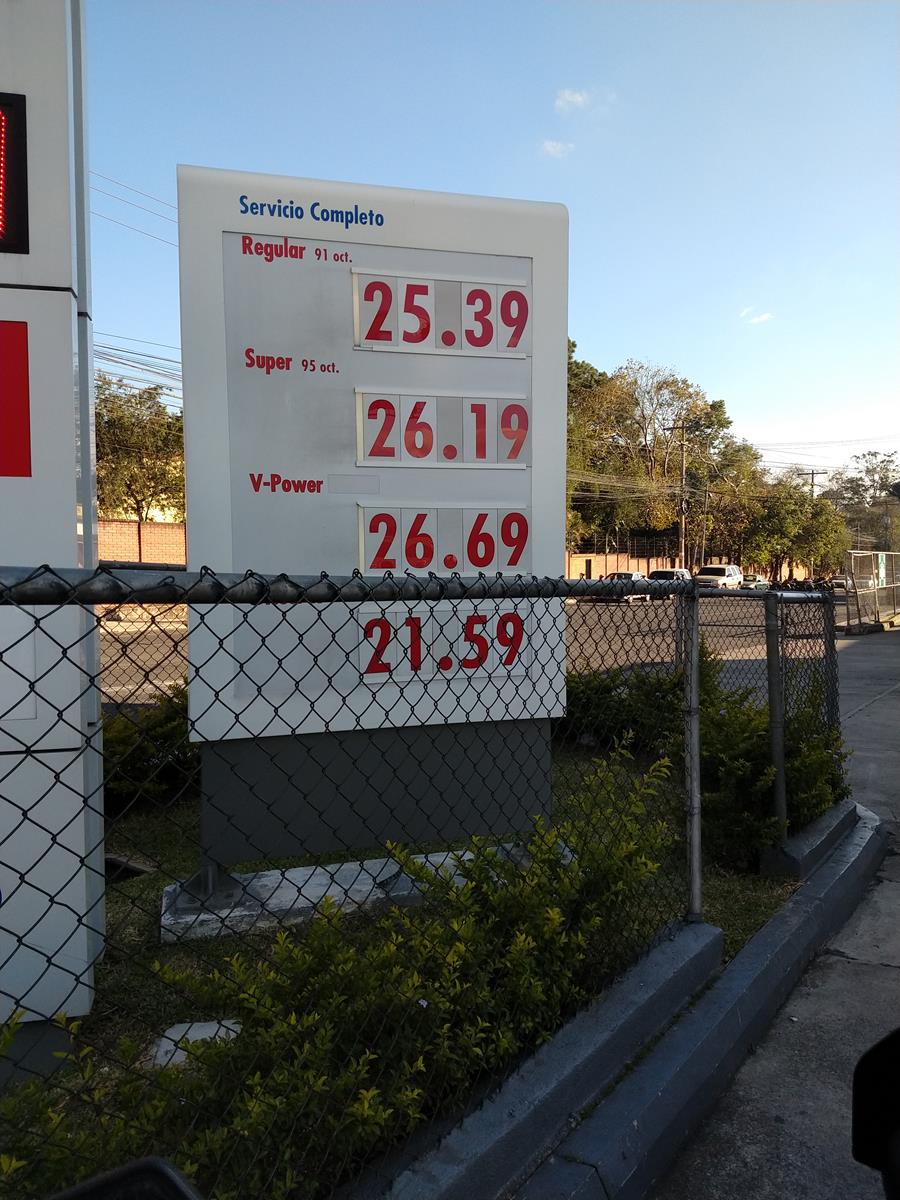 Servicio Completo
Regular 91 oct.
25.39
Super 95 oct.
26.19
V-Power
26.69
21.59